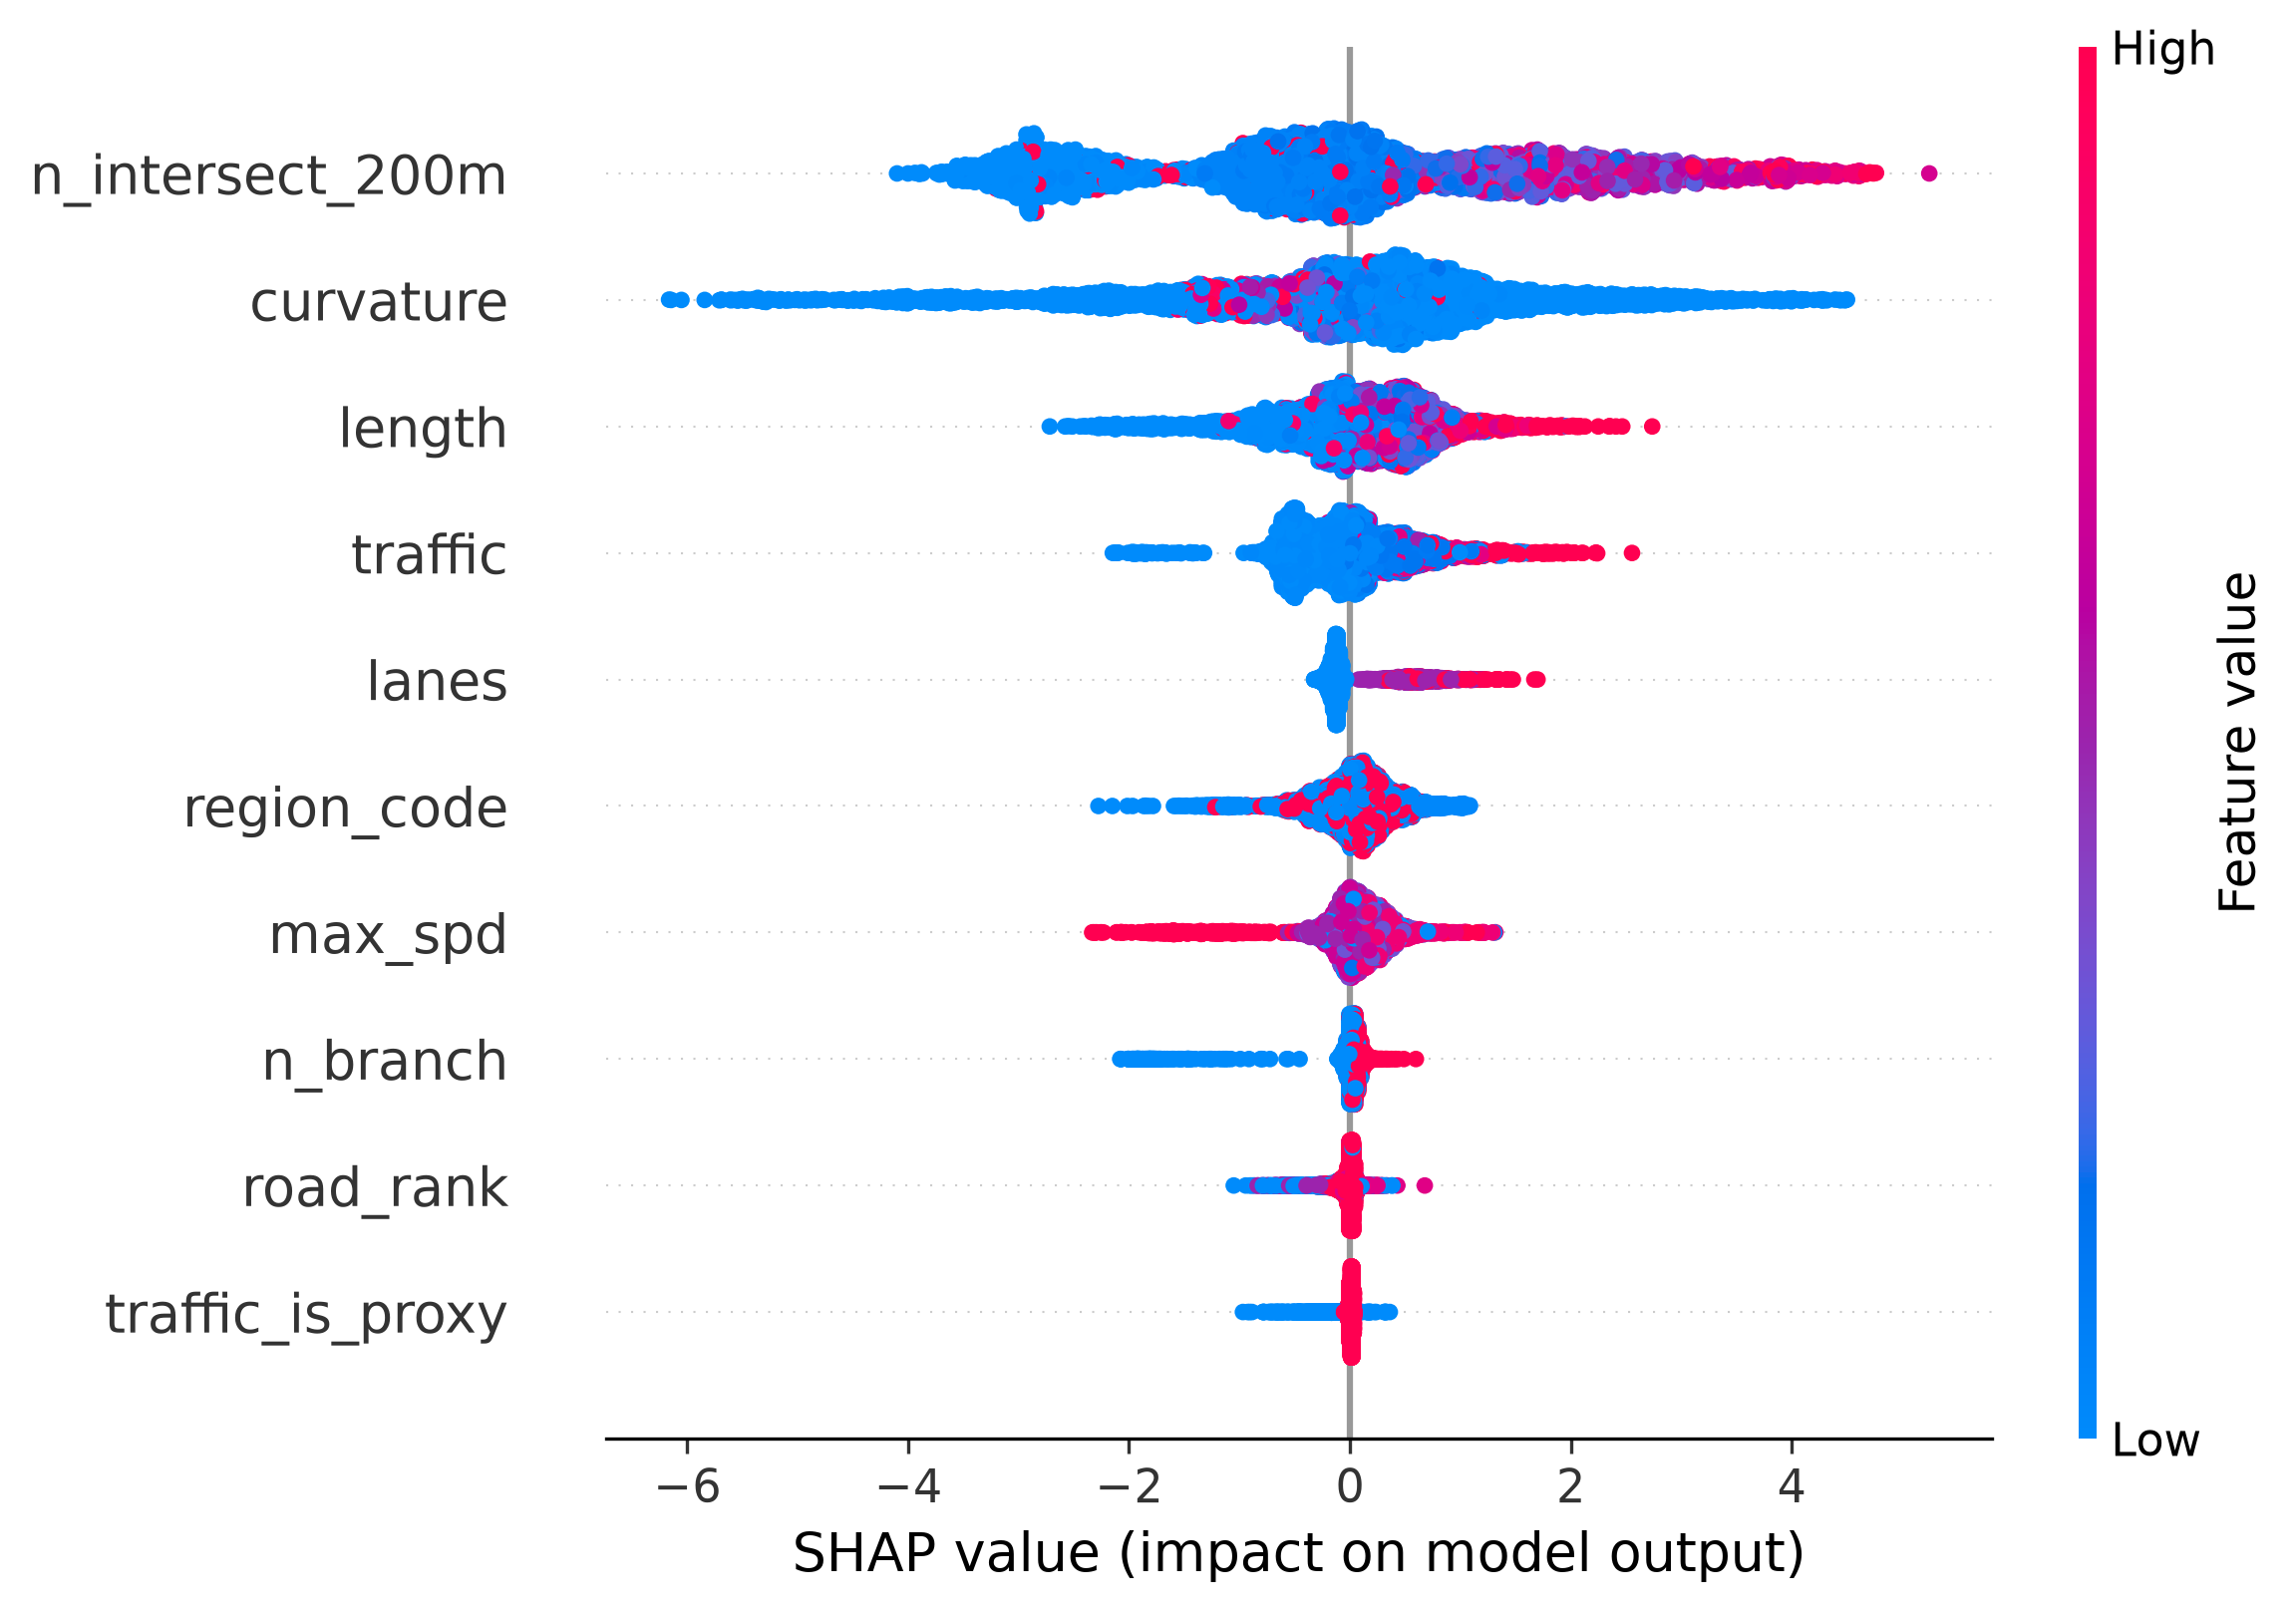 High
n_intersect_200m
curvature
length
traffic
lanes
region_code
max_spd
n_branch
road_rank
traffic_is_proxy
Feature value
Low
−6 −4 −2 0 2 4
SHAP value (impact on model output)